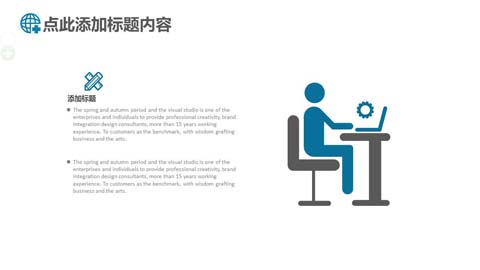 点此添加标题内容
添加标题
The spring and autumn period and the visual studio is one of the
enterprises and individuals to provide professional creativity, brand
integration design consultants, more than 15 years working
experience. To customers as the benchmark, with wisdom grafting
business and the arts.
The spring and autumn period and the visual studio is one of the
enterprises and individuals to provide professional creativity, brand
integration design consultants, more than 15 years working
experience. To customers as the benchmark, with wisdom grafting
business and the arts.